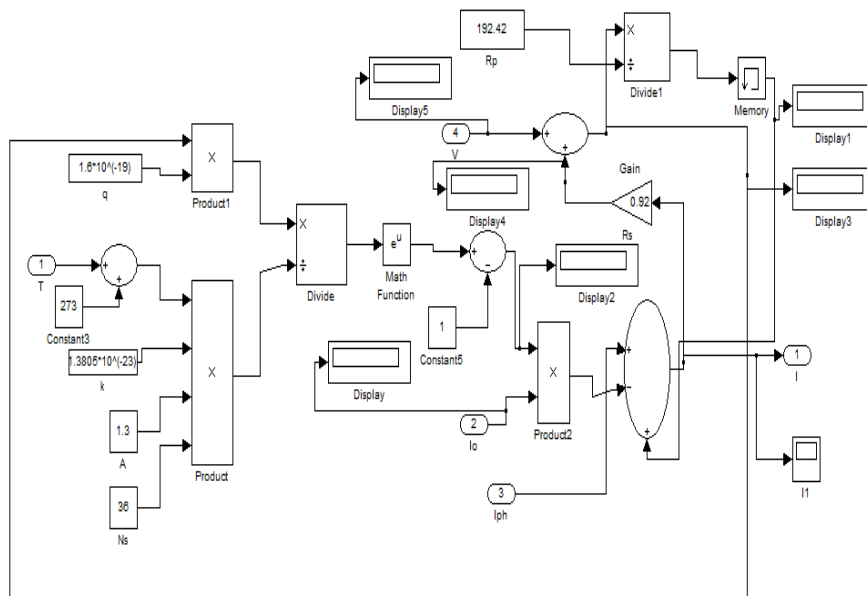 192.42
Rp
×
÷
Divide1
Memory
Display5
Display1
4
V
+
+
1.6*10^(-19)
q
×
Product1
Gain
0.92
Rs
Display4
Display3
×
÷
Divide
e^u
Math
Function
+
−
Display2
1
T
+
+
273
Constant3
1
Constant5
1.3805*10^(-23)
k
×
Product
Display
×
Product2
+
−
+
1
I
1.3
A
2
Io
36
Ns
3
Iph
I1